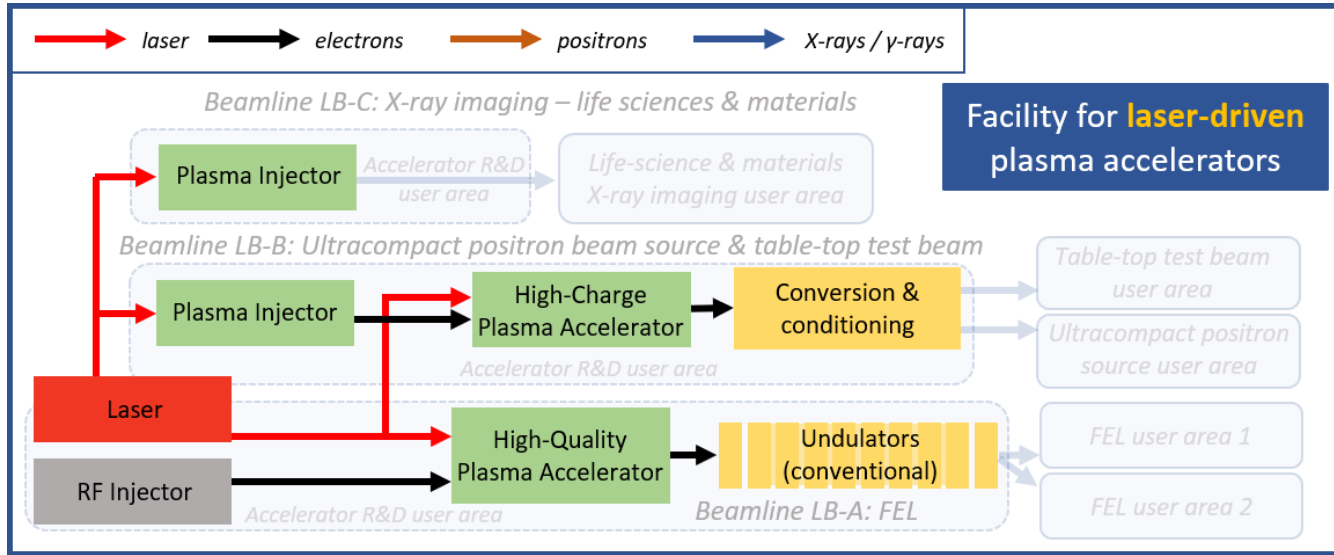 laser
electrons
positrons
X-rays / γ-rays
Beamline LB-C: X-ray imaging – life sciences & materials
Facility for laser-driven
plasma accelerators
Plasma Injector
Accelerator R&D
user area
Life-science & materials
X-ray imaging user area
Beamline LB-B: Ultracompact positron beam source & table-top test beam
Plasma Injector
High-Charge
Plasma Accelerator
Conversion &
conditioning
Table-top test beam
user area
Ultracompact positron
source user area
Accelerator R&D user area
Laser
RF Injector
High-Quality
Plasma Accelerator
Undulators
(conventional)
FEL user area 1
FEL user area 2
Accelerator R&D user area
Beamline LB-A: FEL